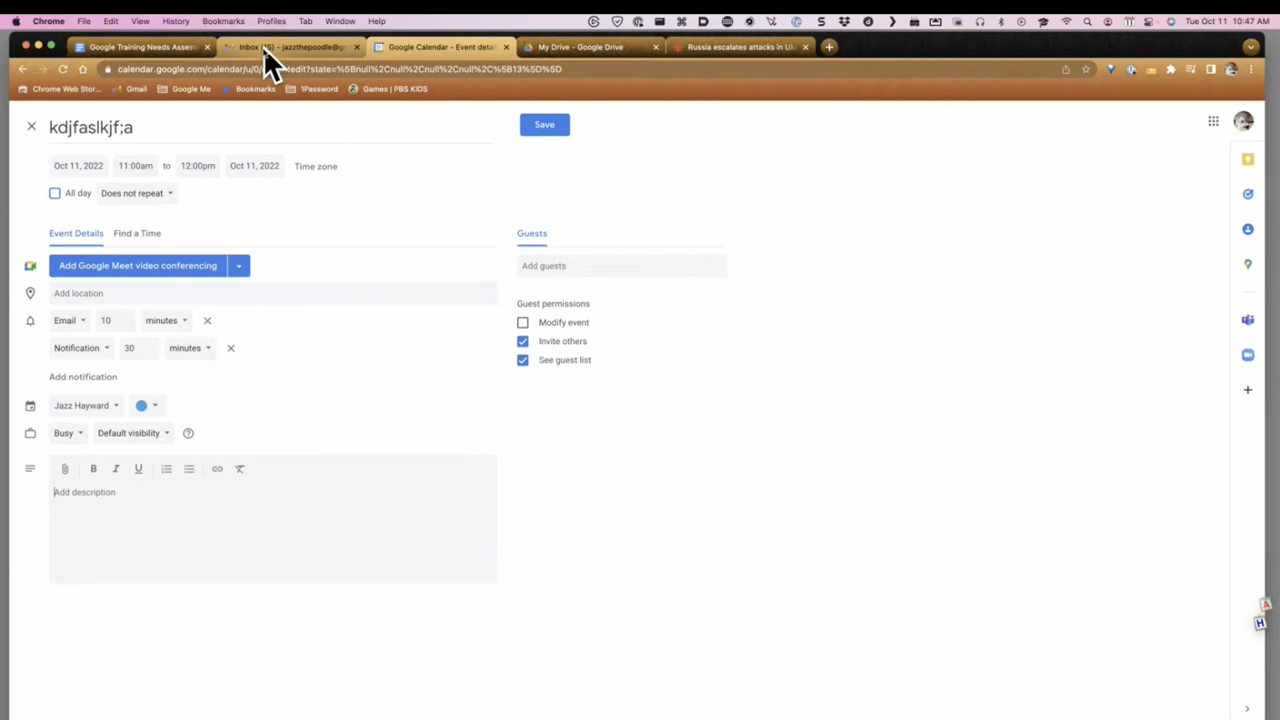 Chrome File Edit View History Bookmarks Profiles Tab Window Help Tue Oct 11 10:47 AM
Google Training Needs Assess Inbox - jazzthepoodle@g Google Calendar - Event detai My Drive - Google Drive Russia escalates attacks in Uk
calendar.google.com/calendar/u/0/ tedit?state=%5Bnull%2Cnull%2Cnull%2Cnull%2C%5B13%5D%5D
Chrome Web Stor... Gmail Google Me Bookmarks 1Password Games | PBS KIDS
kdjfaslkjf;a Save
Oct 11, 2022 11:00am to 12:00pm Oct 11, 2022 Time zone
All day Does not repeat
Event Details Find a Time Guests
Add Google Meet video conferencing Add guests
Add location
Guest permissions
Email 10 minutes Modify event
Invite others
Notification 30 minutes See guest list
Add notification
Jazz Hayward
Busy Default visibility
B I U
Add description
A
H